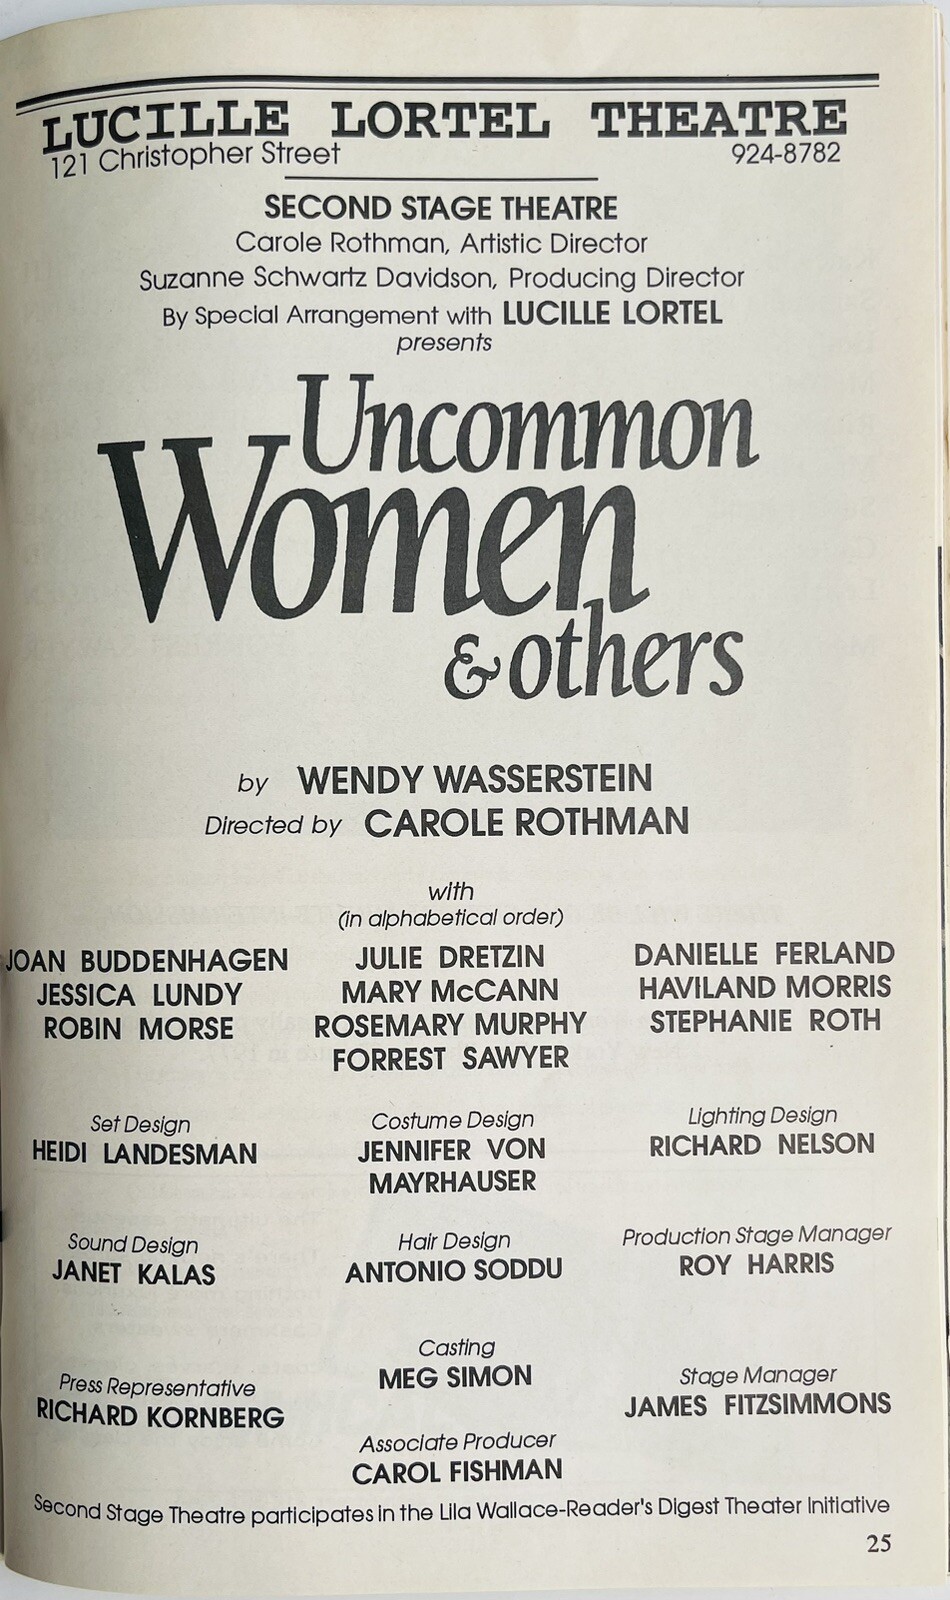 LUCILLE LORTEL THEATRE
121 Christopher Street 924-8782
SECOND STAGE THEATRE
Carole Rothman, Artistic Director
Suzanne Schwartz Davidson, Producing Director
By Special Arrangement with LUCILLE LORTEL
presents
Uncommon
Women
& others
by WENDY WASSERSTEIN
Directed by CAROLE ROTHMAN
with
(in alphabetical order)
JOAN BUDDENHAGEN JULIE DRETZIN DANIELLE FERLAND
JESSICA LUNDY MARY McCANN HAVILAND MORRIS
ROBIN MORSE ROSEMARY MURPHY STEPHANIE ROTH
FORREST SAWYER
Set Design Costume Design Lighting Design
HEIDI LANDESMAN JENNIFER VON RICHARD NELSON
MAYRHAUSER
Sound Design Hair Design Production Stage Manager
JANET KALAS ANTONIO SODDU ROY HARRIS
Casting
MEG SIMON
Press Representative Stage Manager
RICHARD KORNBERG JAMES FITZSIMMONS
Associate Producer
CAROL FISHMAN
Second Stage Theatre participates in the Lila Wallace-Reader's Digest Theater Initiative
25